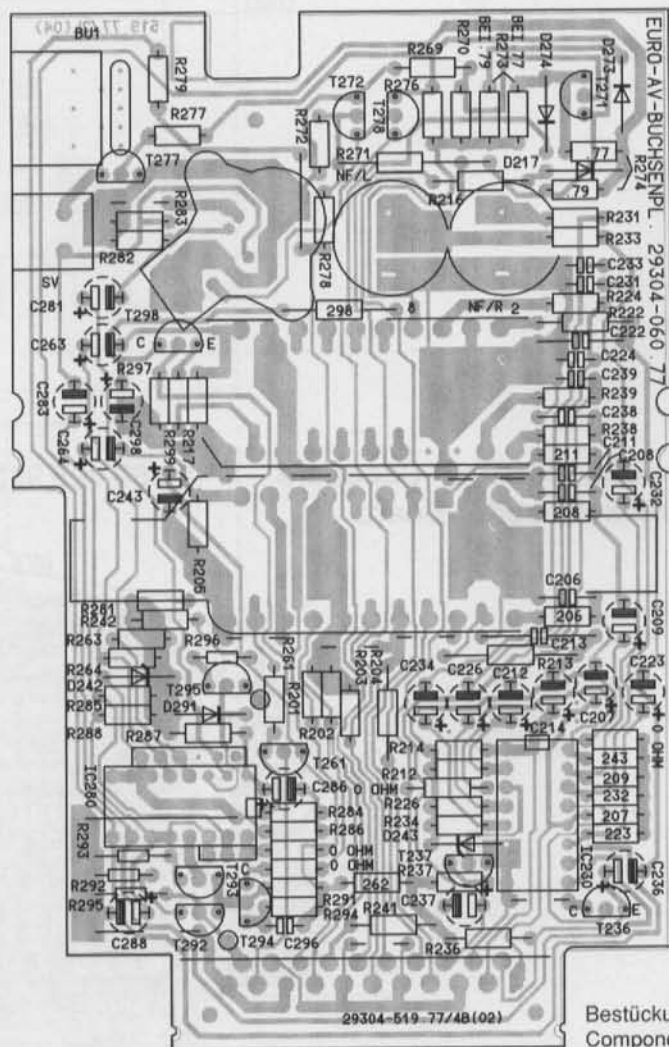 519.77/(2)(04)
BU1
R279
R277
T277
R283
R282
SV
C281
T298
C263
C
E
R297
C283
C264
C298
R299
R217
C243
R205
R281
R242
R263
R264
D242
R285
R288
R287
R296
T295
D291
R261
R201
R202
R203
R204
IC280
T261
C286
0 OHM
R284
R286
0 OHM
0 OHM
R293
R292
R295
C288
T292
T293
C
T294
C296
R291
R294
262
R241
R272
T272
T278
R276
R269
R270
BEI .79
R273
BEI .77
D274
D273
T271
R271
NF/L
D217
R216
.77
.79
R274
R278
298
8
NF/R 2
R231
R233
C233
C231
R224
R222
C222
C224
C239
R239
C238
R238
C211
211
C208
C232
208
C206
206
C209
C213
C234
C226
C212
R213
C207
C223
0 OHM
C214
R214
R212
R226
R234
D243
T237
R237
C237
R236
IC230
243
209
232
207
223
C236
C
E
T236
EURO-AV-BUCHSENPL. 29304-060.77
29304-519.77/4B(02)
Bestücku
Compon